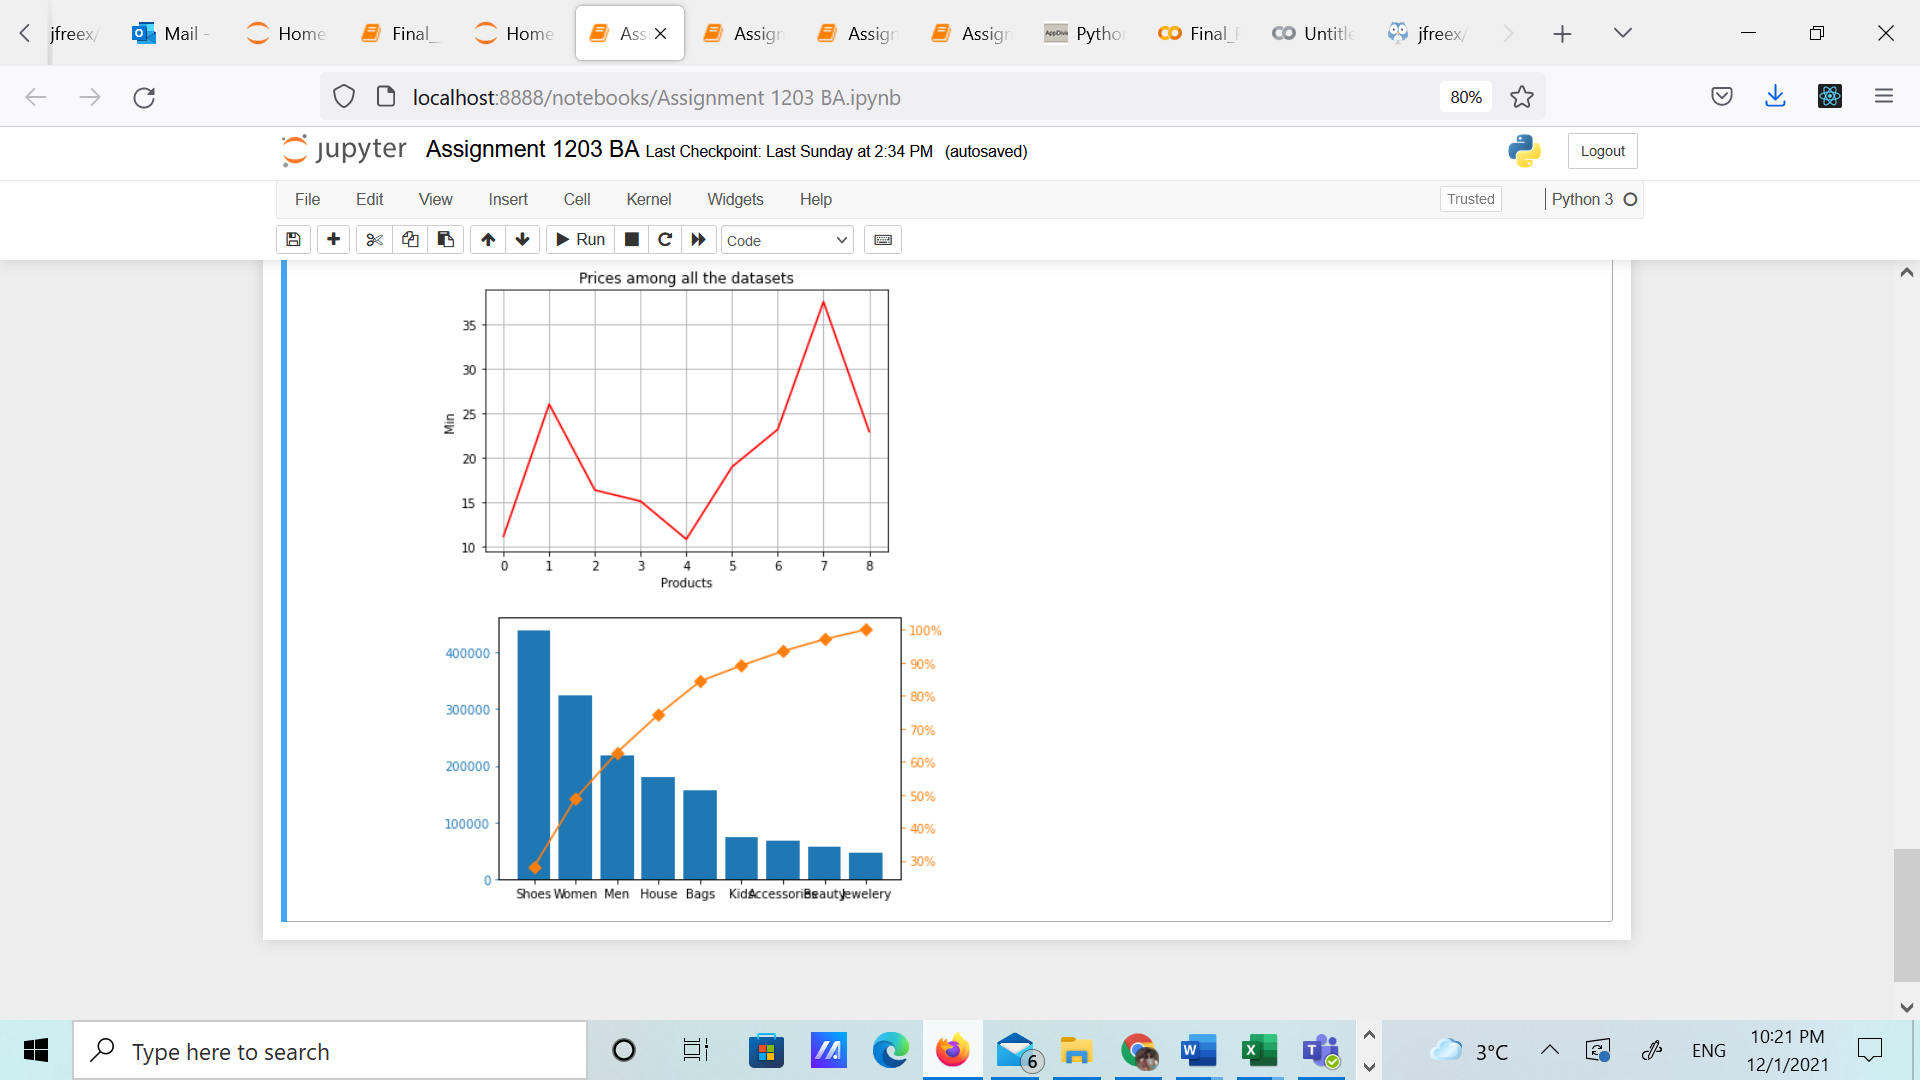 jfreex/ Mail - Home Final_ Home Ass Assign Assign Assign Pytho Final_ Untitle jfreex/
localhost:8888/notebooks/Assignment 1203 BA.ipynb 80%
jupyter Assignment 1203 BA Last Checkpoint: Last Sunday at 2:34 PM (autosaved) Logout
File Edit View Insert Cell Kernel Widgets Help Trusted Python 3
Run Code
Prices among all the datasets
35
30
25
20
15
10
Min
0 1 2 3 4 5 6 7 8
Products
400000
300000
200000
100000
0
100%
90%
80%
70%
60%
50%
40%
30%
Shoes Women Men House Bags Kids Accessories Beauty Jewelery
Type here to search
6
3°C
ENG
10:21 PM
12/1/2021